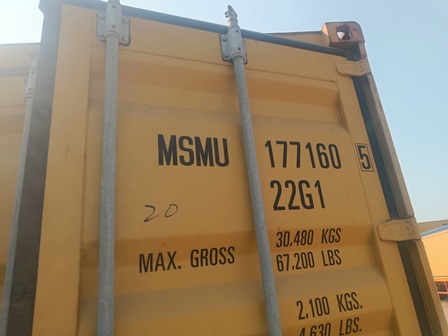 MSMU 177160 5
22G1
20
30,480 KGS
MAX. GROSS 67,200 LBS
2,100 KGS.
4,630 LBS.